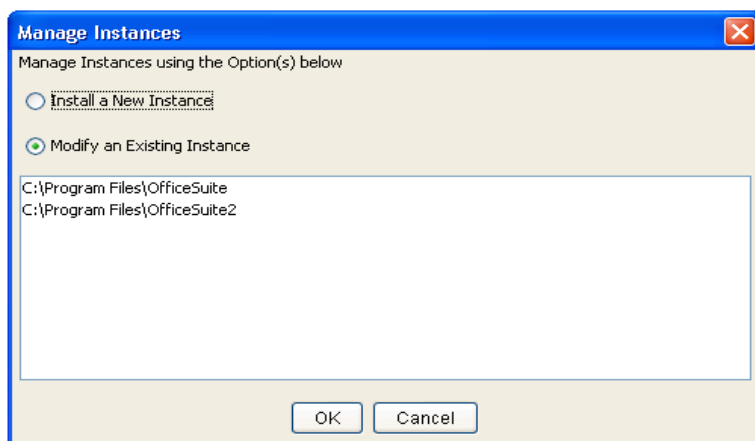 Manage Instances
Manage Instances using the Option(s) below
Install a New Instance
Modify an Existing Instance
C:\Program Files\OfficeSuite
C:\Program Files\OfficeSuite2
OK Cancel